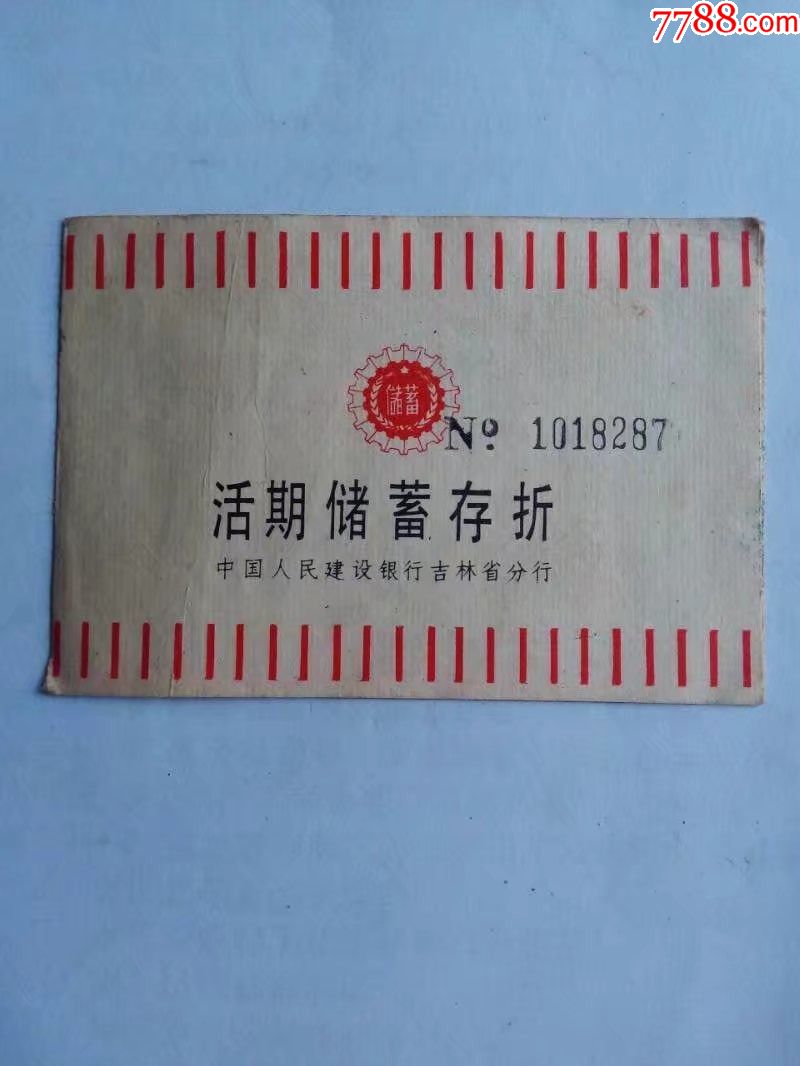 7788.com
储蓄
Nº 1018287
活期储蓄存折
中国人民建设银行吉林省分行